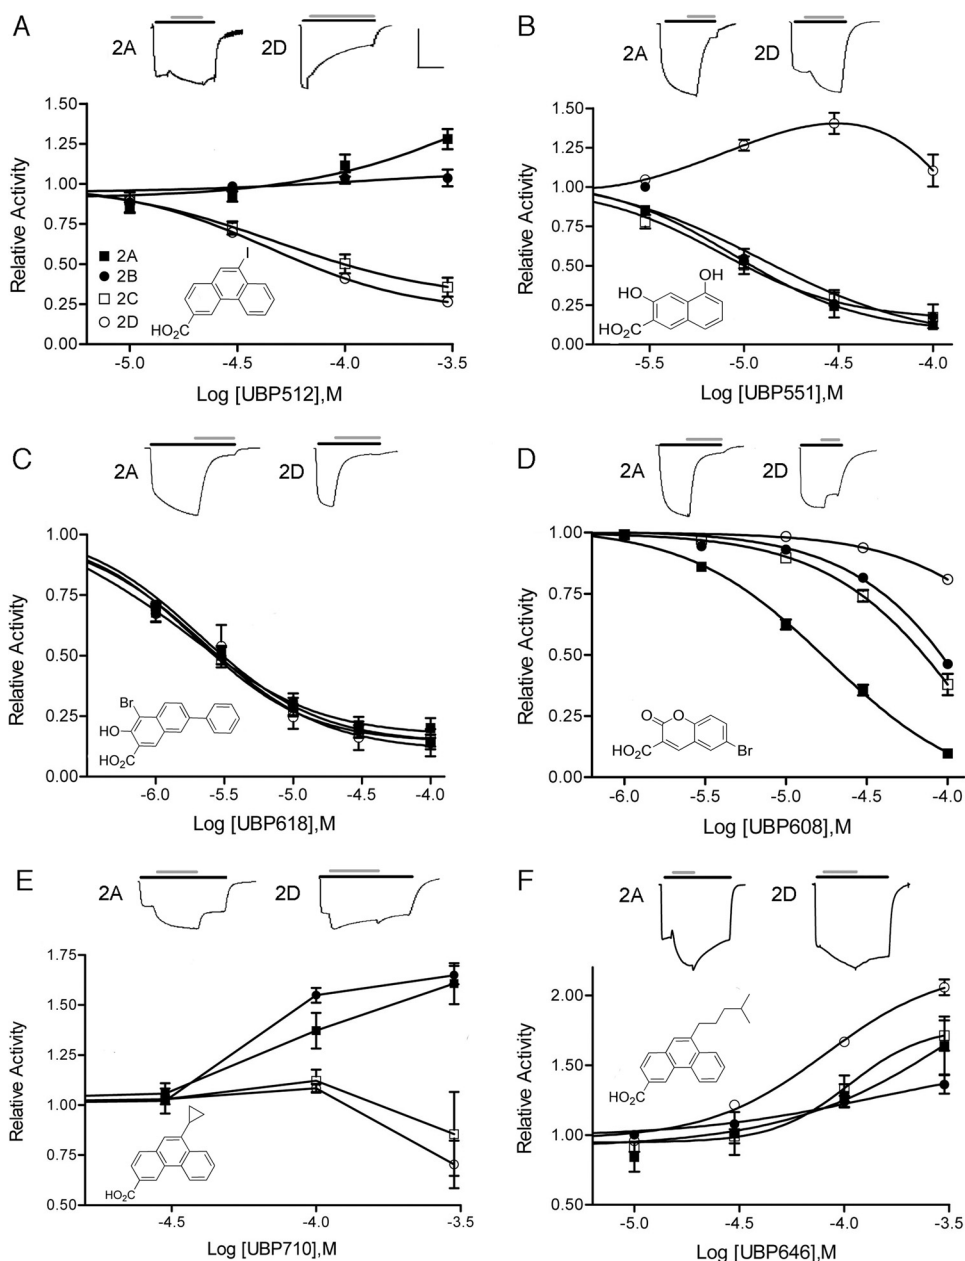 A
2A
2D
1.50
1.25
1.00
0.75
0.50
0.25
0.00
Relative Activity
2A
2B
2C
2D
I
HO₂C
-5.0
-4.5
-4.0
-3.5
Log [UBP512],M
B
2A
2D
1.50
1.25
1.00
0.75
0.50
0.25
0.00
Relative Activity
OH
HO
HO₂C
-5.5
-5.0
-4.5
-4.0
Log [UBP551],M
C
2A
2D
1.00
0.75
0.50
0.25
0.00
Relative Activity
Br
HO
HO₂C
-6.0
-5.5
-5.0
-4.5
-4.0
Log [UBP618],M
D
2A
2D
1.00
0.75
0.50
0.25
0.00
Relative Activity
O
O
HO₂C
Br
-6.0
-5.5
-5.0
-4.5
-4.0
Log [UBP608],M
E
2A
2D
1.75
1.50
1.25
1.00
0.75
0.50
Relative Activity
HO₂C
-4.5
-4.0
-3.5
Log [UBP710],M
F
2A
2D
2.00
1.50
1.00
0.50
Relative Activity
HO₂C
-5.0
-4.5
-4.0
-3.5
Log [UBP646],M